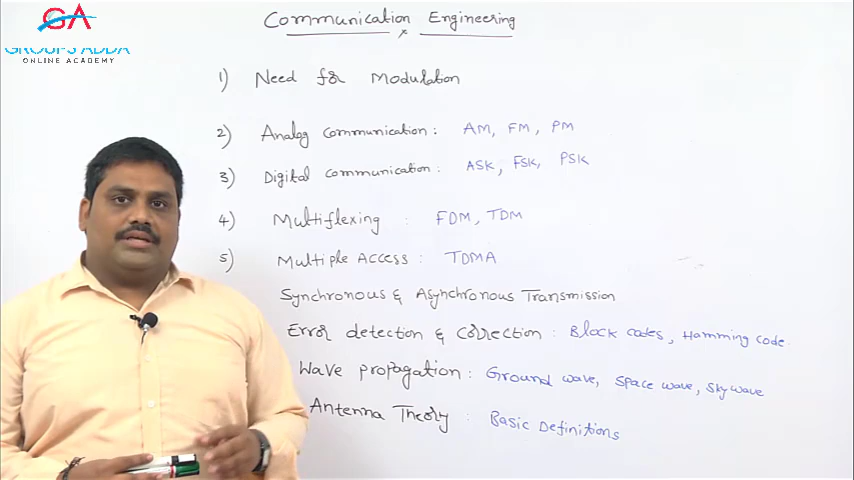 GA
GROUPS ADDA
ONLINE ACADEMY
Communication Engineering
1) Need for Modulation
2) Analog Communication: AM, FM, PM
3) Digital communication: ASK, FSK, PSK
4) Multiflexing : FDM, TDM
5) Multiple Access: TDMA
Synchronous & Asynchronous Transmission
Error detection & Correction: Block codes, Hamming code.
Wave propagation: Ground wave, Space wave, Skywave
Antenna Theory : Basic Definitions